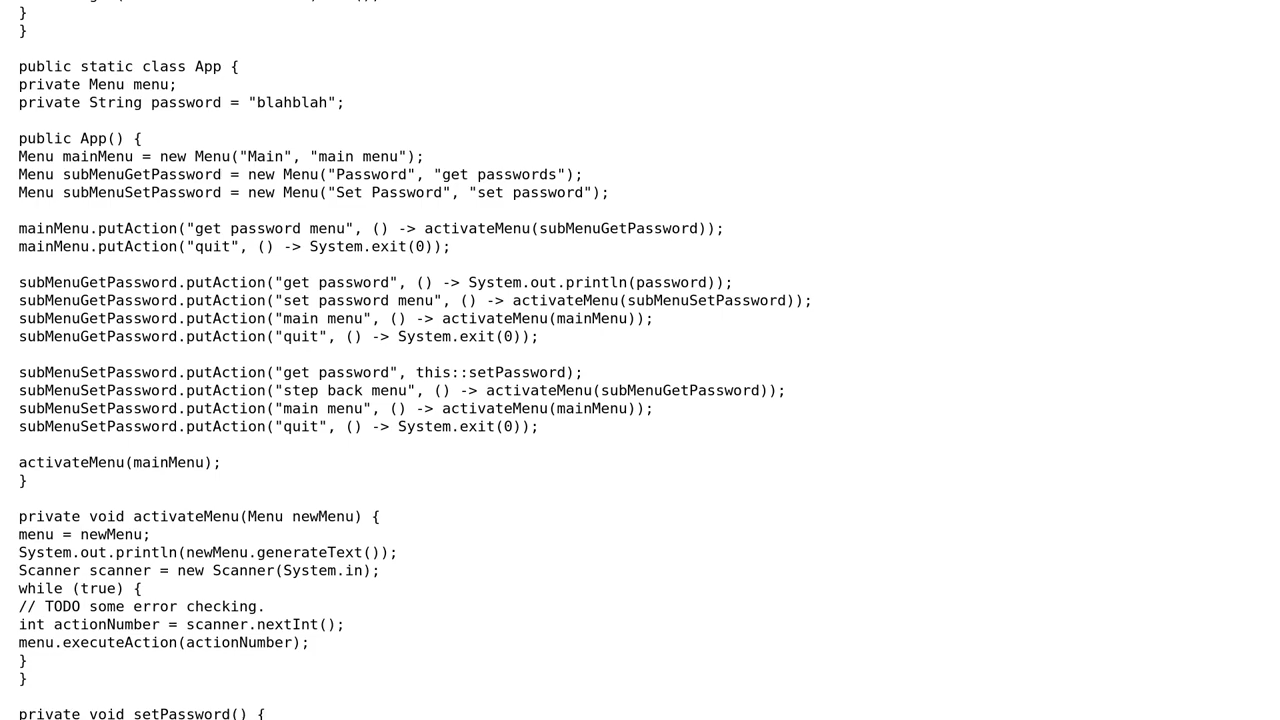 }
}
public static class App {
private Menu menu;
private String password = "blahblah";
public App() {
Menu mainMenu = new Menu("Main", "main menu");
Menu subMenuGetPassword = new Menu("Password", "get passwords");
Menu subMenuSetPassword = new Menu("Set Password", "set password");
mainMenu.putAction("get password menu", () -> activateMenu(subMenuGetPassword));
mainMenu.putAction("quit", () -> System.exit(0));
subMenuGetPassword.putAction("get password", () -> System.out.println(password));
subMenuGetPassword.putAction("set password menu", () -> activateMenu(subMenuSetPassword));
subMenuGetPassword.putAction("main menu", () -> activateMenu(mainMenu));
subMenuGetPassword.putAction("quit", () -> System.exit(0));
subMenuSetPassword.putAction("get password", this::setPassword);
subMenuSetPassword.putAction("step back menu", () -> activateMenu(subMenuGetPassword));
subMenuSetPassword.putAction("main menu", () -> activateMenu(mainMenu));
subMenuSetPassword.putAction("quit", () -> System.exit(0));
activateMenu(mainMenu);
}
private void activateMenu(Menu newMenu) {
menu = newMenu;
System.out.println(newMenu.generateText());
Scanner scanner = new Scanner(System.in);
while (true) {
// TODO some error checking.
int actionNumber = scanner.nextInt();
menu.executeAction(actionNumber);
}
}
private void setPassword() {